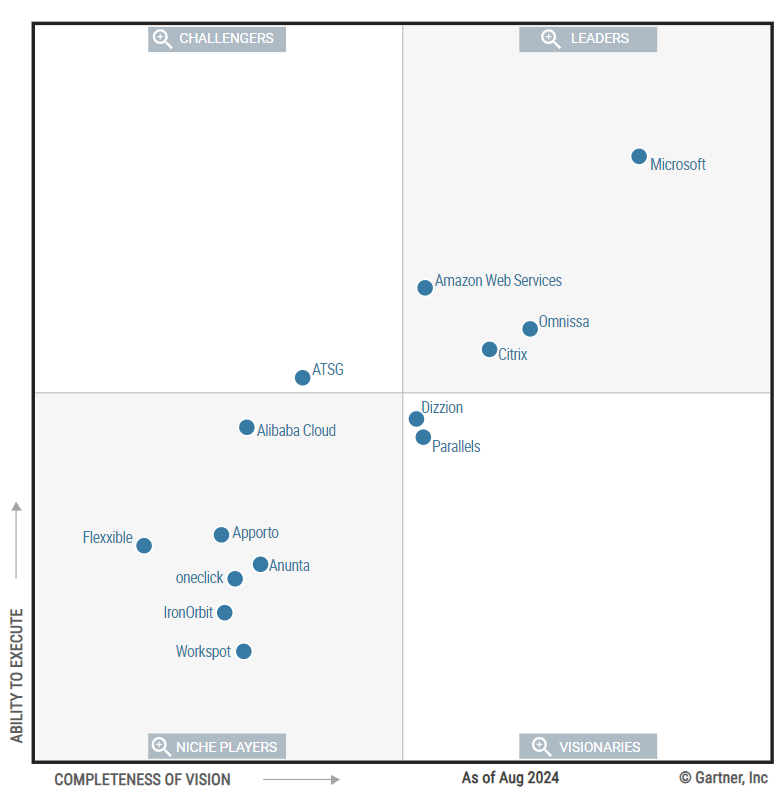 CHALLENGERS
LEADERS
Microsoft
Amazon Web Services
Omnissa
Citrix
ATSG
Dizzion
Alibaba Cloud
Parallels
Flexxible
Apporto
Anunta
oneclick
IronOrbit
Workspot
ABILITY TO EXECUTE
NICHE PLAYERS
VISIONARIES
COMPLETENESS OF VISION
As of Aug 2024
© Gartner, Inc